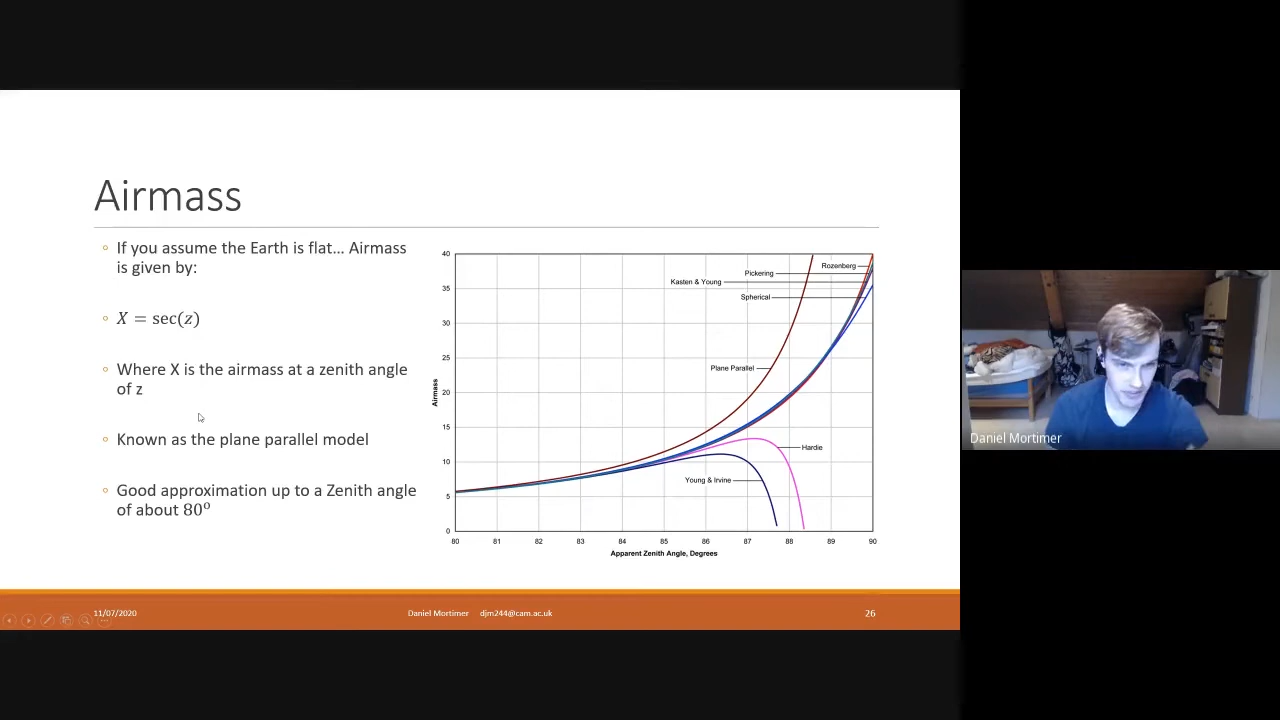 Airmass
◦ If you assume the Earth is flat… Airmass
is given by:
◦ X = sec(z)
◦ Where X is the airmass at a zenith angle
of z
◦ Known as the plane parallel model
◦ Good approximation up to a Zenith angle
of about 80⁰
40
35
30
25
20
15
10
5
0
Airmass
80 81 82 83 84 85 86 87 88 89 90
Apparent Zenith Angle, Degrees
Rozenberg
Pickering
Kasten & Young
Spherical
Plane Parallel
Hardie
Young & Irvine
11/07/2020 Daniel Mortimer djm244@cam.ac.uk 26
Daniel Mortimer